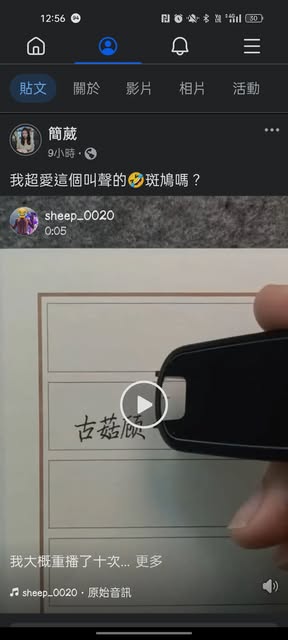 12:56
30
貼文 關於 影片 相片 活動
簡葳
9小時
我超愛這個叫聲的🤣斑鳩嗎？
sheep_0020
0:05
古菇顾
我大概重播了十次... 更多
sheep_0020 · 原始音訊